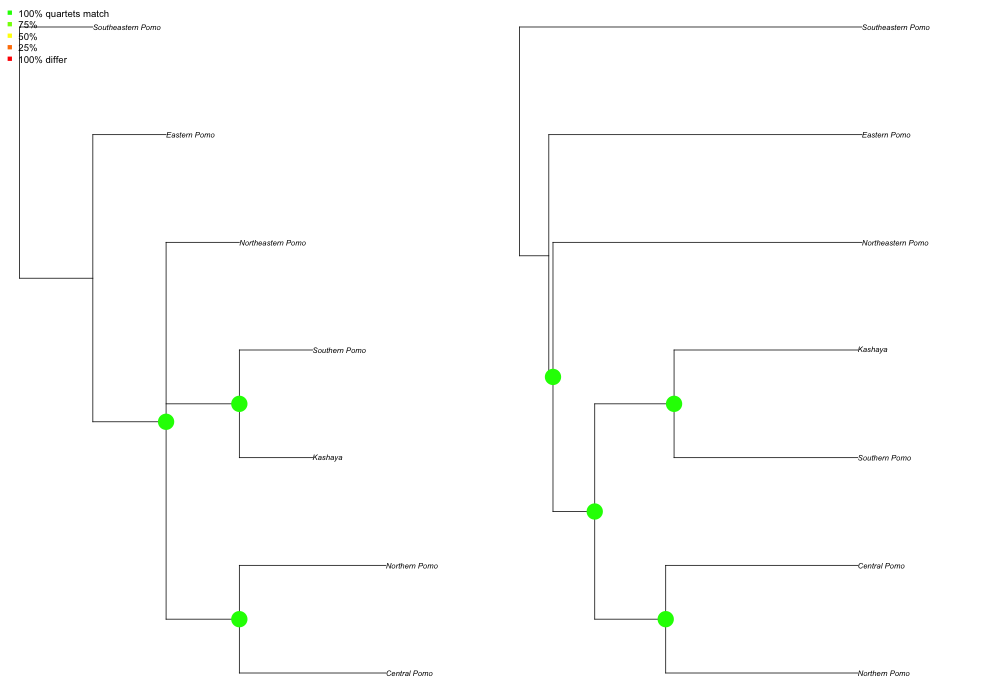 100% quartets match
75%
Southeastern Pomo
50%
25%
100% differ
Eastern Pomo
Northeastern Pomo
Southern Pomo
Kashaya
Northern Pomo
Central Pomo
Southeastern Pomo
Eastern Pomo
Northeastern Pomo
Kashaya
Southern Pomo
Central Pomo
Northern Pomo